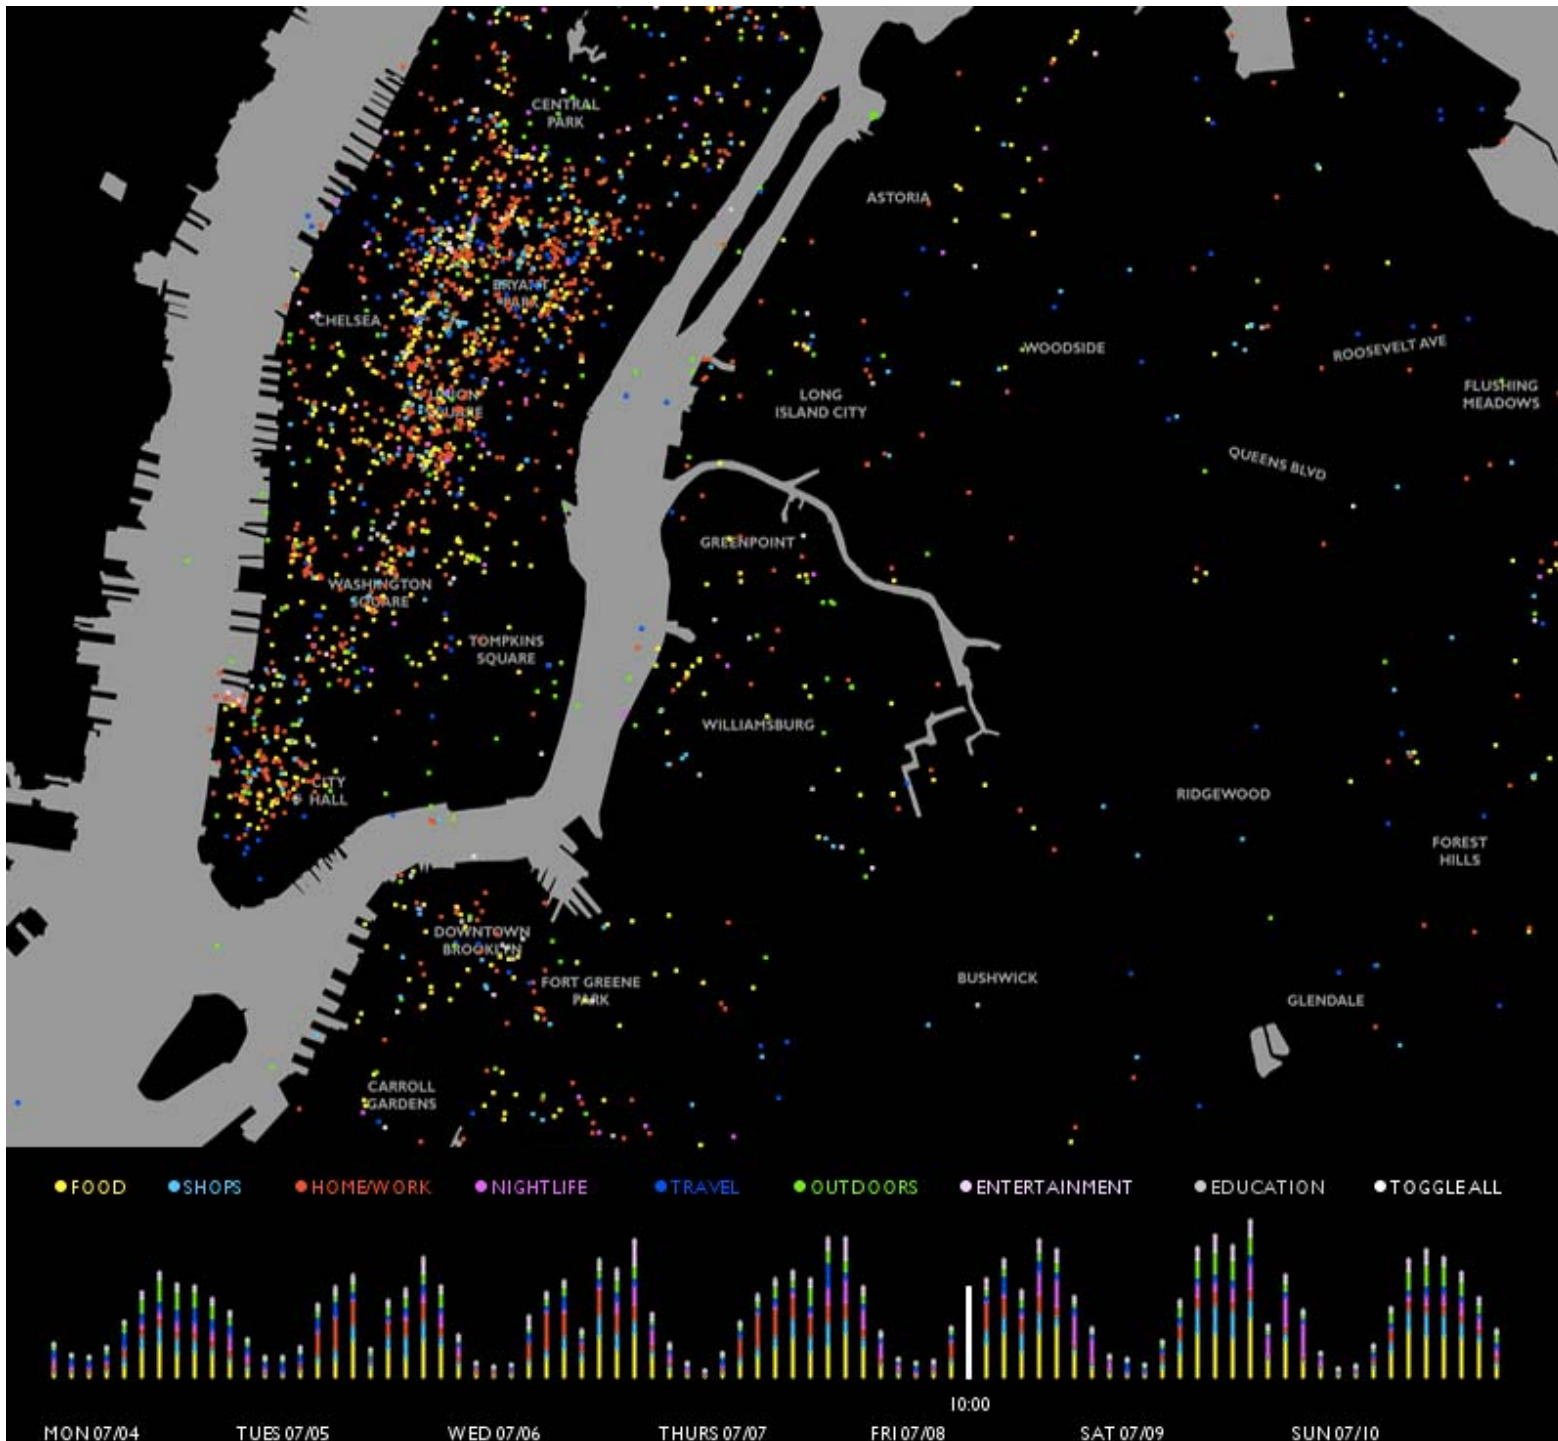 CENTRAL
PARK
ASTORIA
BRYANT
PARK
CHELSEA
WOODSIDE
ROOSEVELT AVE
UNION
SQUARE
LONG
ISLAND CITY
FLUSHING
MEADOWS
QUEENS BLVD
GREENPOINT
WASHINGTON
SQUARE
TOMPKINS
SQUARE
WILLIAMSBURG
CITY
HALL
RIDGEWOOD
FOREST
HILLS
DOWNTOWN
BROOKLYN
FORT GREENE
PARK
BUSHWICK
GLENDALE
CARROLL
GARDENS
FOOD SHOPS HOME/WORK NIGHTLIFE TRAVEL OUTDOORS ENTERTAINMENT EDUCATION TOGGLE ALL
10:00
MON 07/04 TUES 07/05 WED 07/06 THURS 07/07 FRI 07/08 SAT 07/09 SUN 07/10